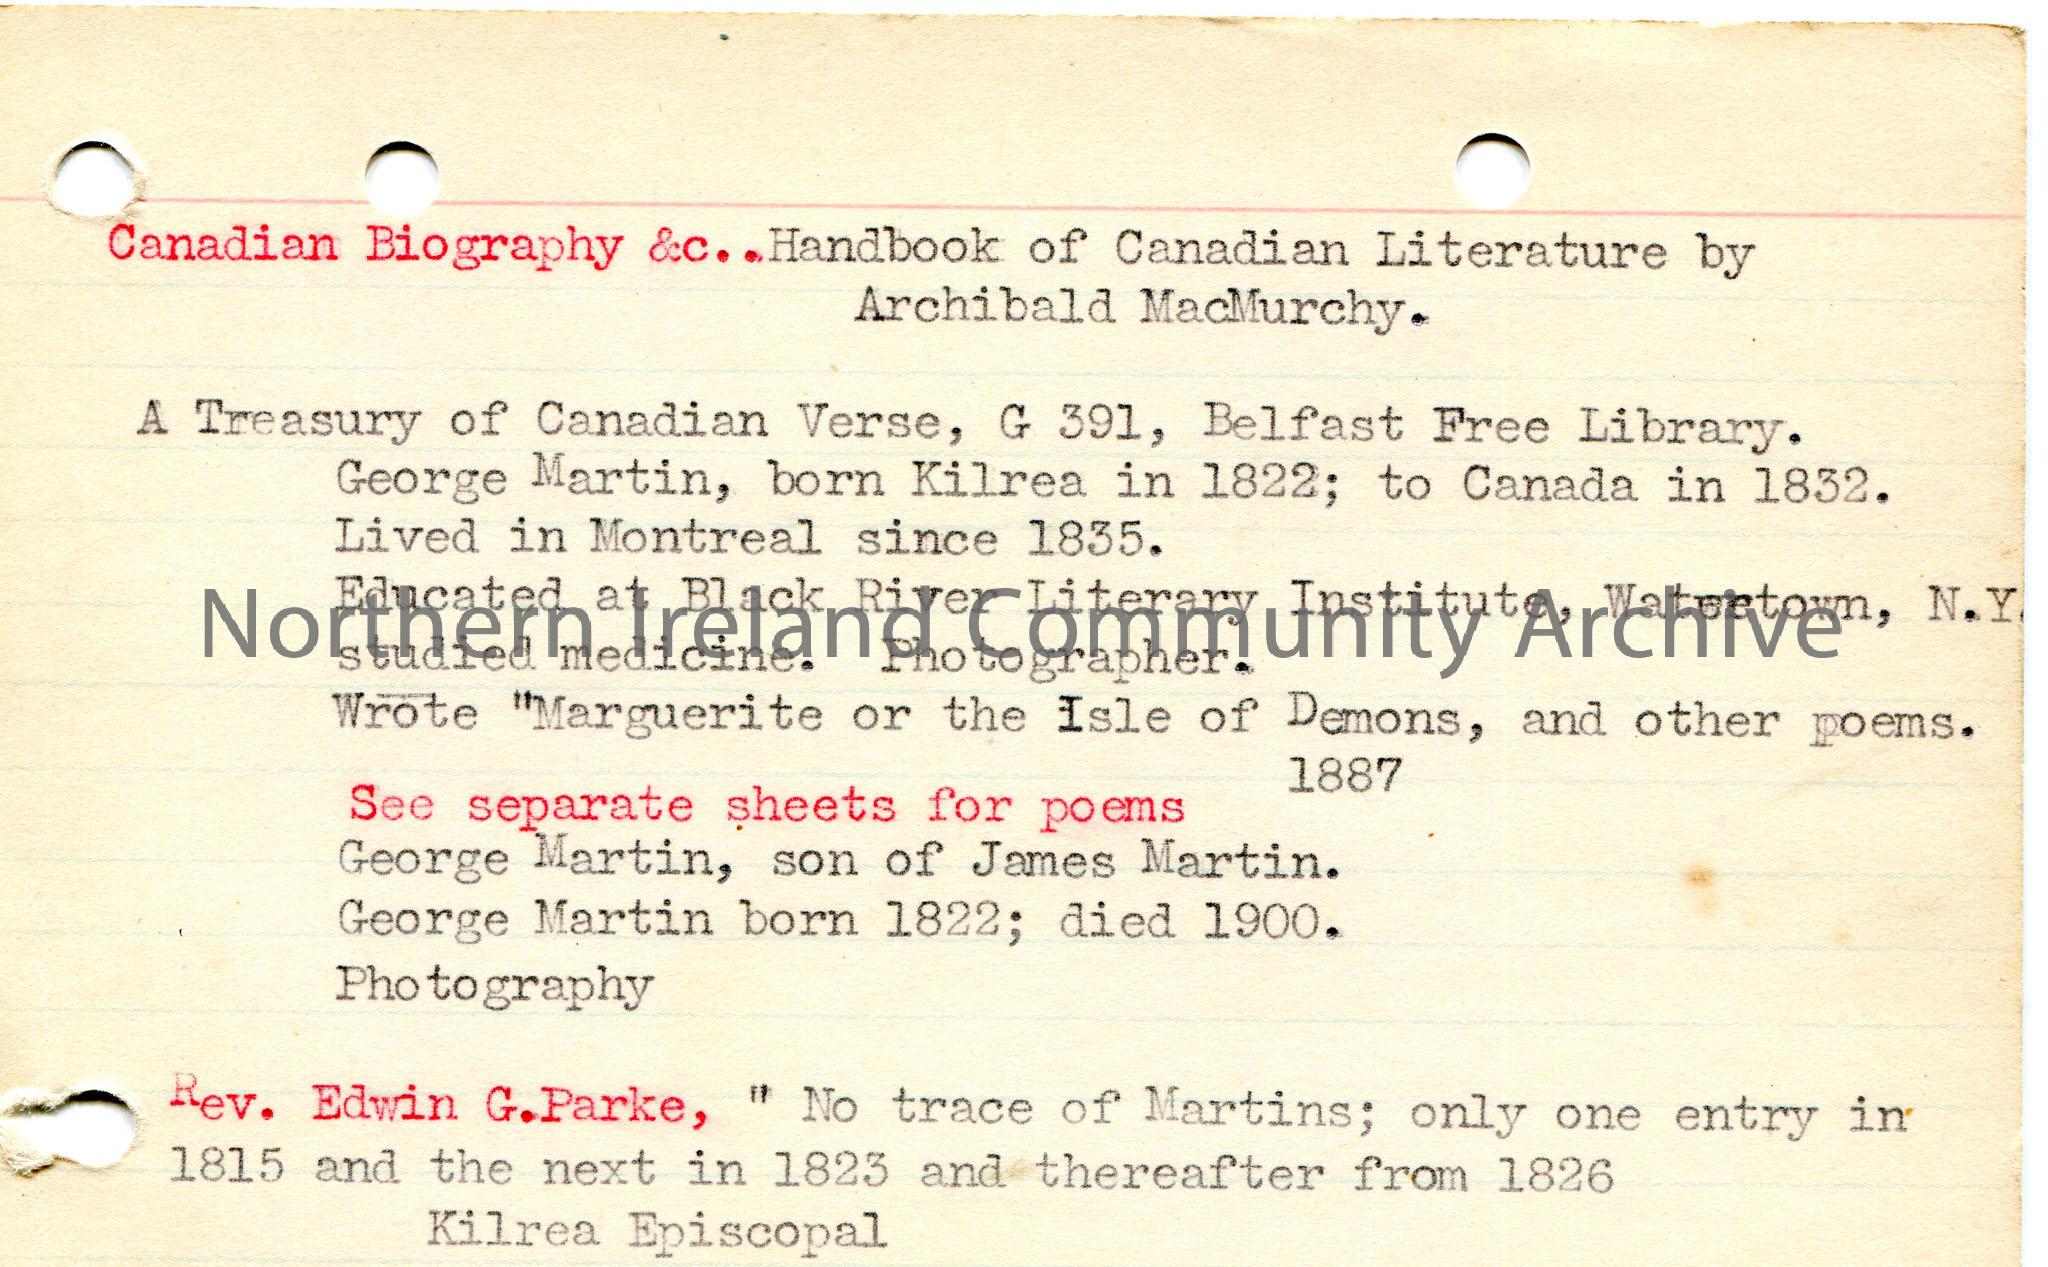 Canadian Biography &c..Handbook of Canadian Literature by
Archibald MacMurchy.
A Treasury of Canadian Verse, G 391, Belfast Free Library.
George Martin, born Kilrea in 1822; to Canada in 1832.
Lived in Montreal since 1835.
Educated at Black River Literary Institute, Watertown, N.Y.
Northern Ireland Community Archive
studied medicine. Photographer.
Wrote "Marguerite or the Isle of Demons, and other poems.
1887
See separate sheets for poems
George Martin, son of James Martin.
George Martin born 1822; died 1900.
Photography
Rev. Edwin G.Parke, " No trace of Martins; only one entry in
1815 and the next in 1823 and thereafter from 1826
Kilrea Episcopal